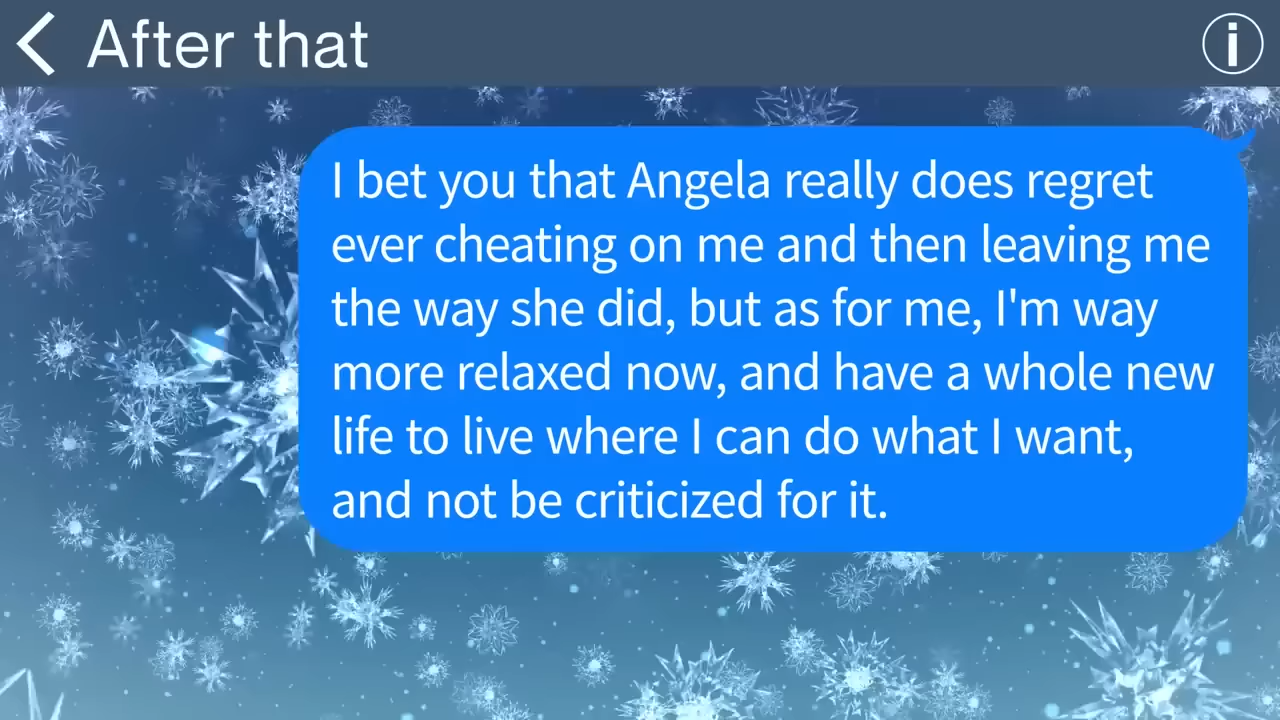 After that
I bet you that Angela really does regret
ever cheating on me and then leaving me
the way she did, but as for me, I'm way
more relaxed now, and have a whole new
life to live where I can do what I want,
and not be criticized for it.